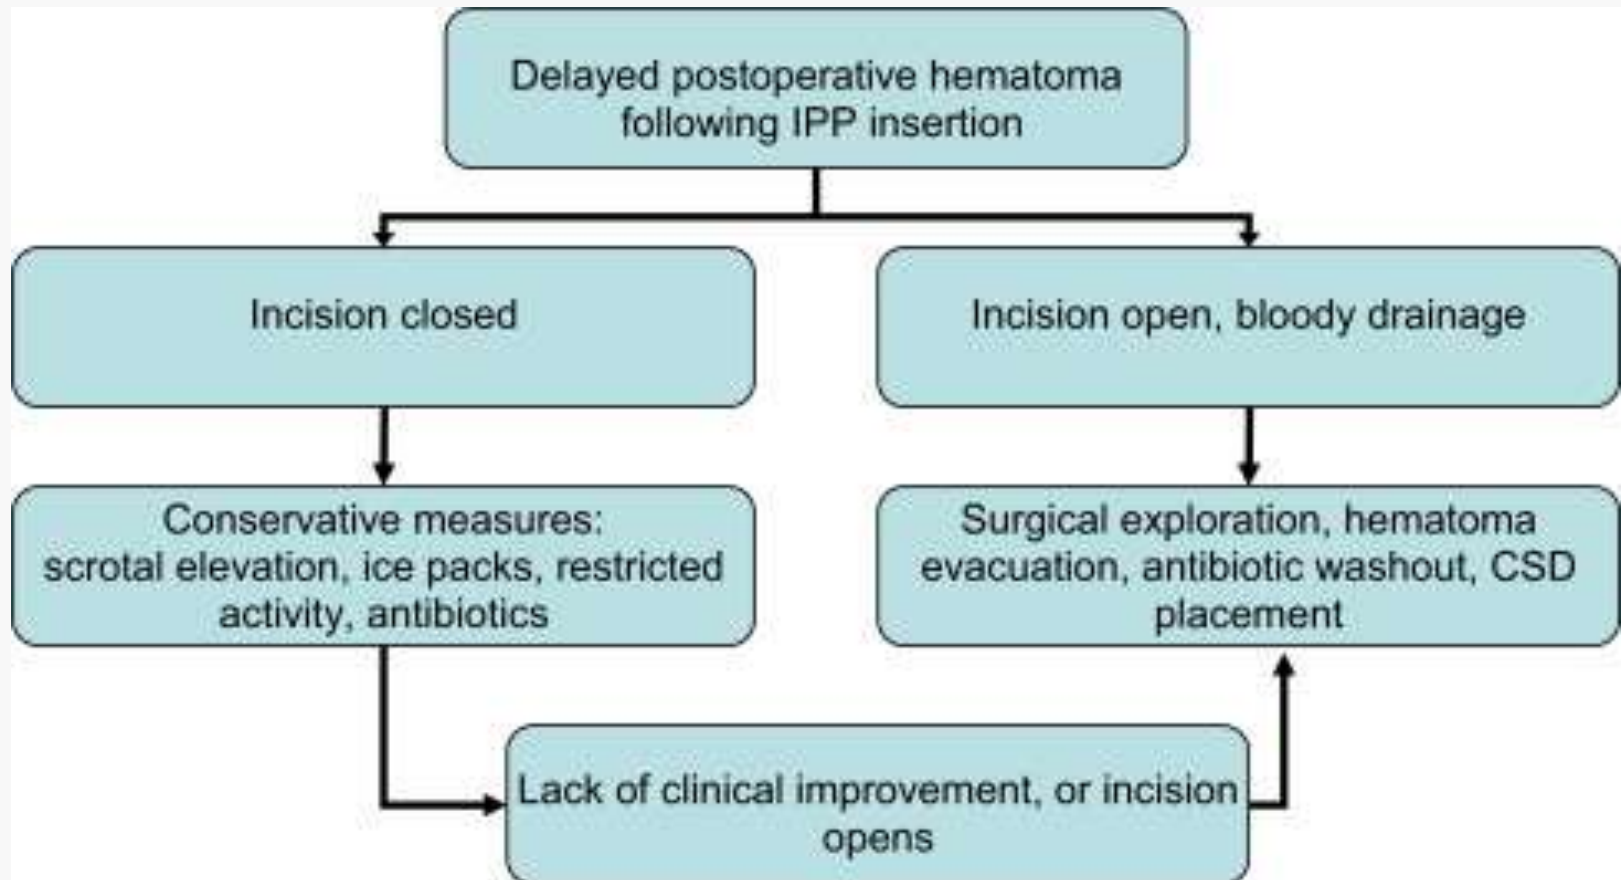 Delayed postoperative hematoma
following IPP insertion
Incision closed
Incision open, bloody drainage
Conservative measures:
scrotal elevation, ice packs, restricted
activity, antibiotics
Surgical exploration, hematoma
evacuation, antibiotic washout, CSD
placement
Lack of clinical improvement, or incision
opens